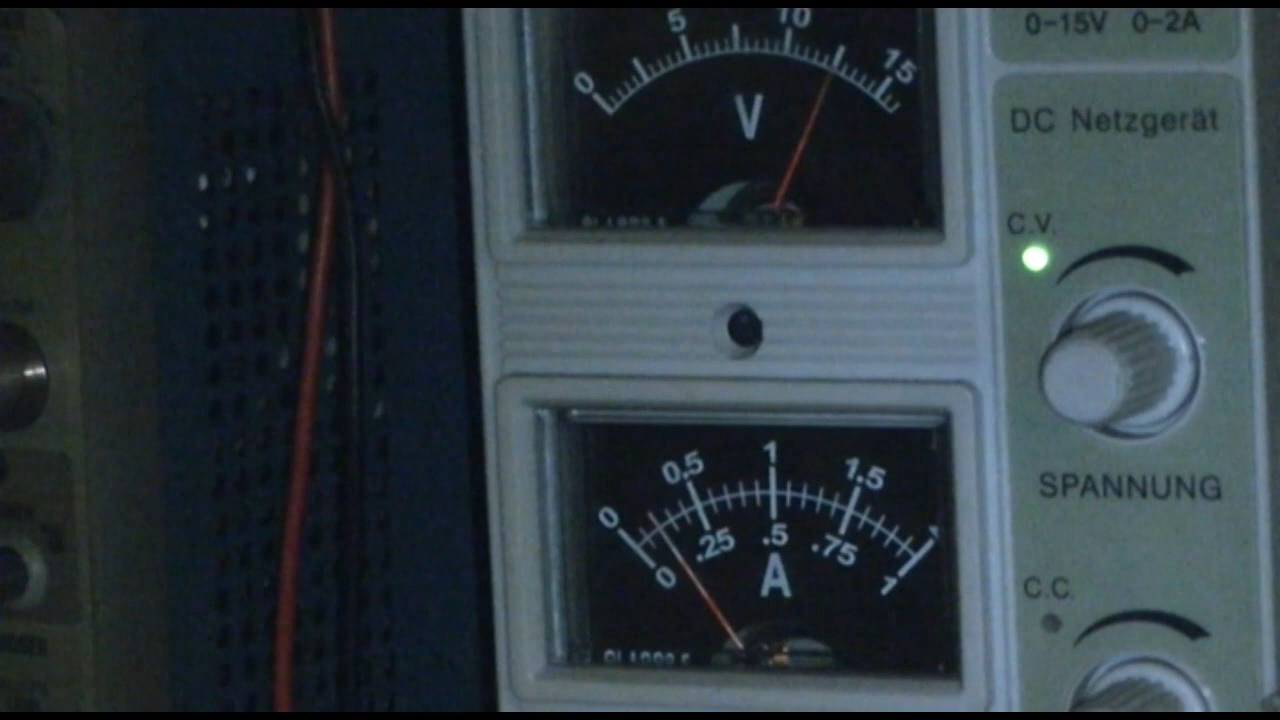 0 5 10 15
V
0-15V 0-2A
DC Netzgerät
C.V.
SPANNUNG
0 0.5 1 1.5
0 .25 .5 .75 1
A
C.C.